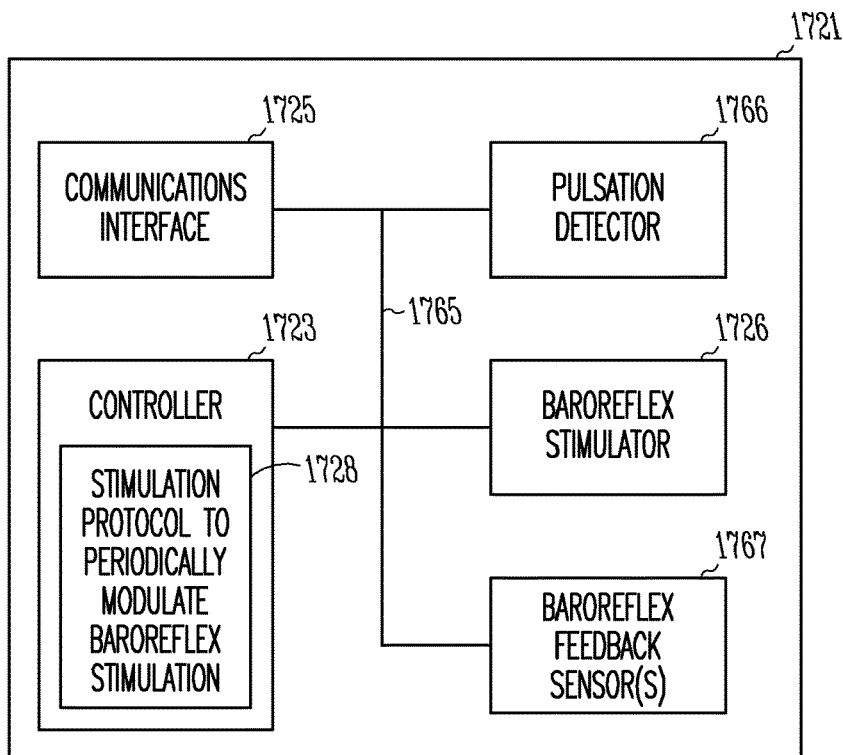 1721
1725
COMMUNICATIONS
INTERFACE
1766
PULSATION
DETECTOR
1765
1723
CONTROLLER
1728
STIMULATION
PROTOCOL TO
PERIODICALLY
MODULATE
BAROREFLEX
STIMULATION
1726
BAROREFLEX
STIMULATOR
1767
BAROREFLEX
FEEDBACK
SENSOR(S)